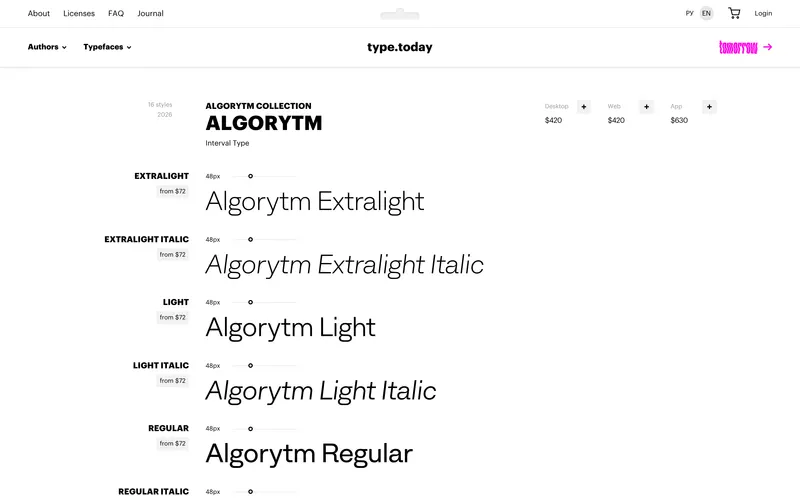 About Licenses FAQ Journal
РУ EN Login
Authors Typefaces
type.today
tomorrow
16 styles
2026
ALGORYTM COLLECTION
ALGORYTM
Interval Type
Desktop + Web + App +
$420 $420 $630
EXTRALIGHT 48px
from $72
Algorytm Extralight
EXTRALIGHT ITALIC 48px
from $72
Algorytm Extralight Italic
LIGHT 48px
from $72
Algorytm Light
LIGHT ITALIC 48px
from $72
Algorytm Light Italic
REGULAR 48px
from $72
Algorytm Regular
REGULAR ITALIC 48px